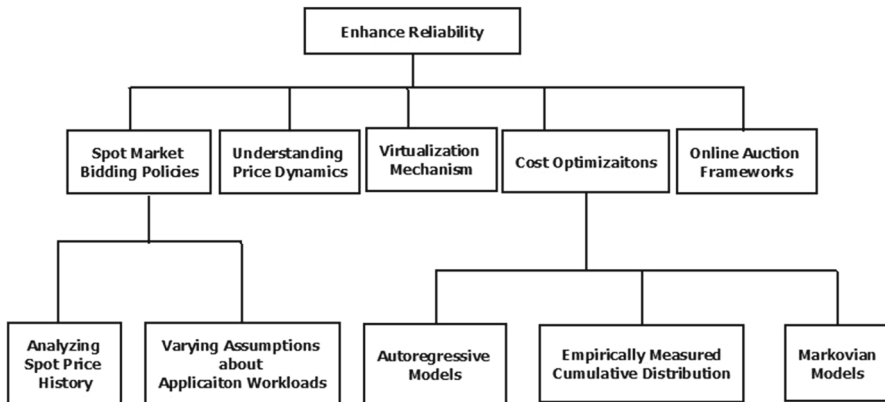 Enhance Reliability
Spot Market
Bidding Policies
Understanding
Price Dynamics
Virtualization
Mechanism
Cost Optimizaitons
Online Auction
Frameworks
Analyzing
Spot Price
History
Varying Assumptions
about
Applicaiton Workloads
Autoregressive
Models
Empirically Measured
Cumulative Distribution
Markovian
Models